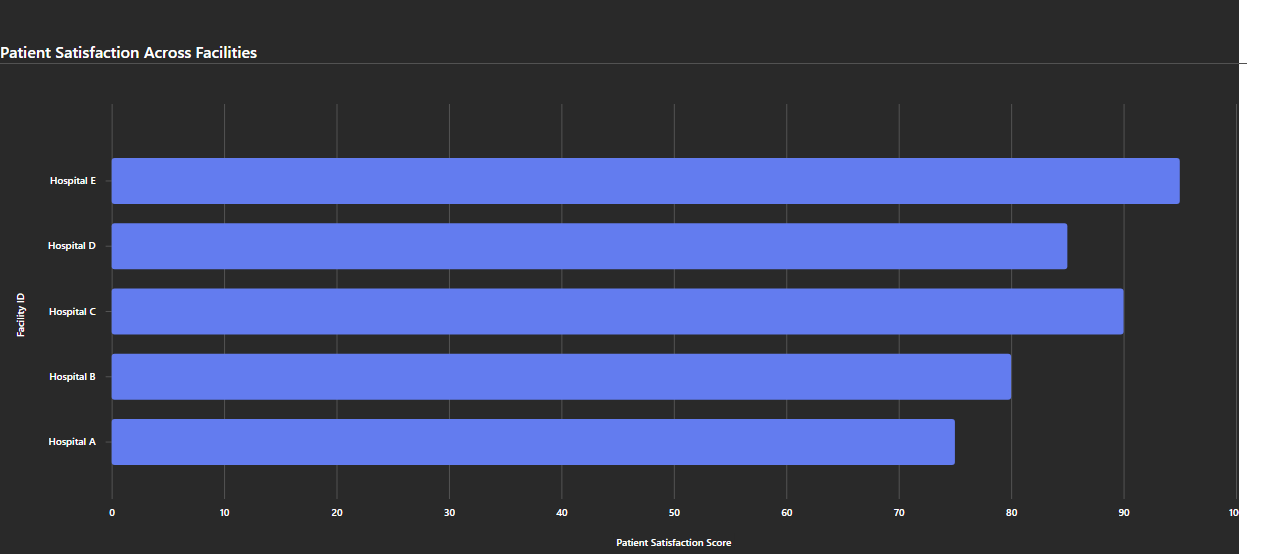 Patient Satisfaction Across Facilities
Hospital E
Hospital D
Hospital C
Hospital B
Hospital A
Facility ID
0 10 20 30 40 50 60 70 80 90 10
Patient Satisfaction Score